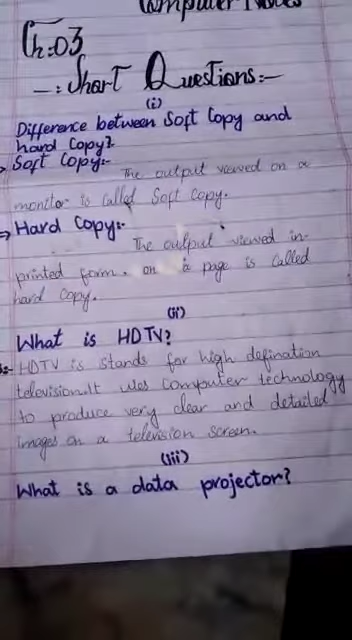 Computer Notes
Ch:03
-: Short Questions:-
(i)
Difference between Soft Copy and
hard Copy?
Soft Copy:-
The output viewed on a
monitor is called Soft Copy.
=> Hard Copy:-
The output viewed in
printed form, on a page is called
hard copy.
(ii)
What is HDTV?
:- HDTV is stands for high defination
television.It uses computer technology
to produce very clear and detailed
images on a television screen.
(iii)
What is a data projector?